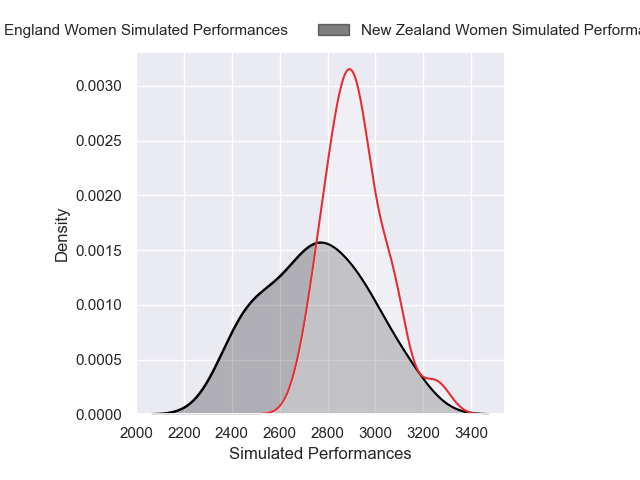 England Women Simulated Performances
New Zealand Women Simulated Performa
0.0030
0.0025
0.0020
0.0015
0.0010
0.0005
0.0000
Density
2000 2200 2400 2600 2800 3000 3200 3400
Simulated Performances